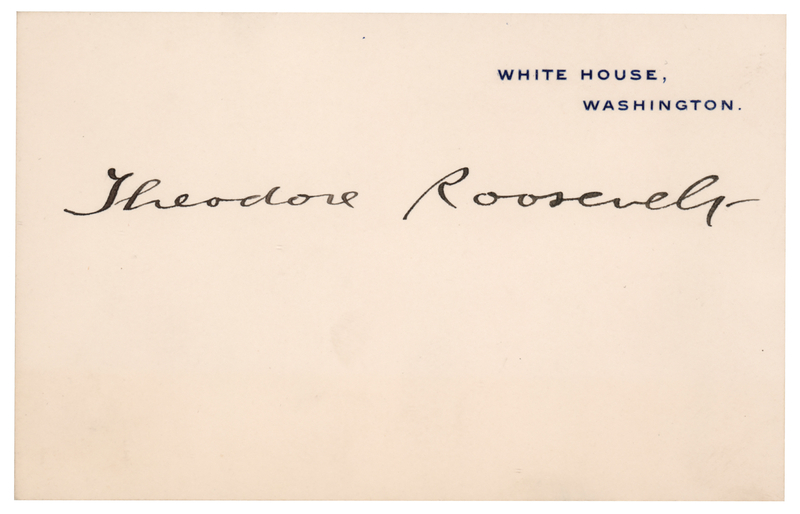 WHITE HOUSE,
WASHINGTON.
Theodore Roosevelt